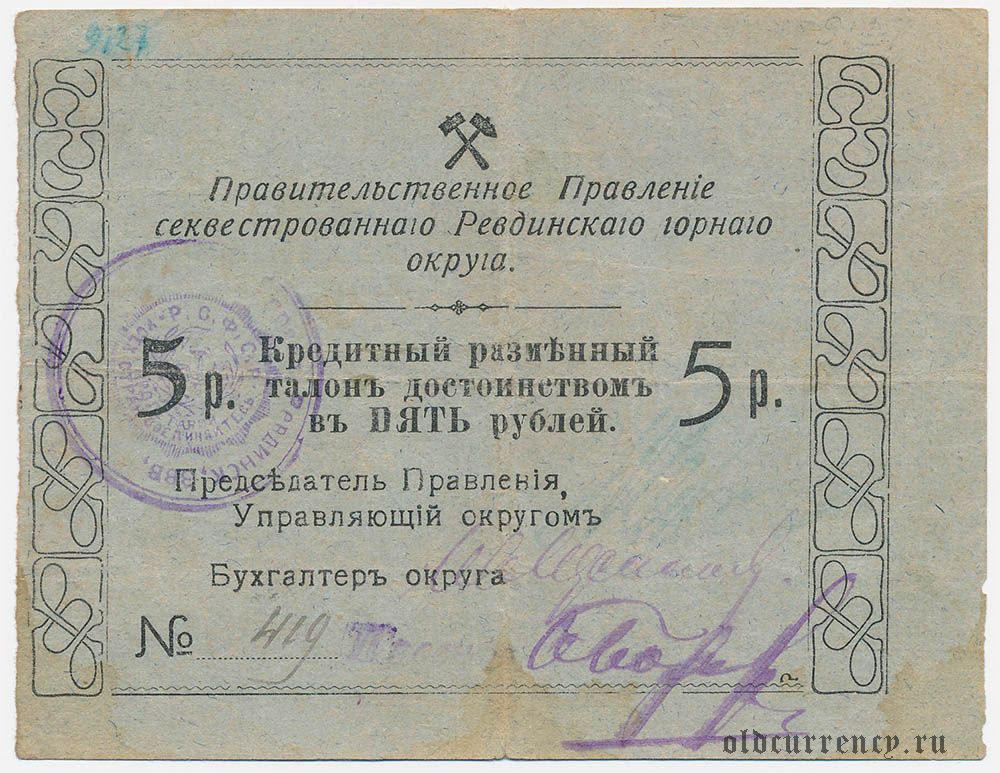 9127
Правительственное Правленіе
секвестрованнаго Ревдинскаго горнаго
округа.
5 р. Кредитный размѣнный 5 р.
талонъ достоинствомъ
въ ПЯТЬ рублей.
Предсѣдатель Правленія,
Управляющій округомъ
Бухгалтеръ округа
№ 419
oldcurrency.ru